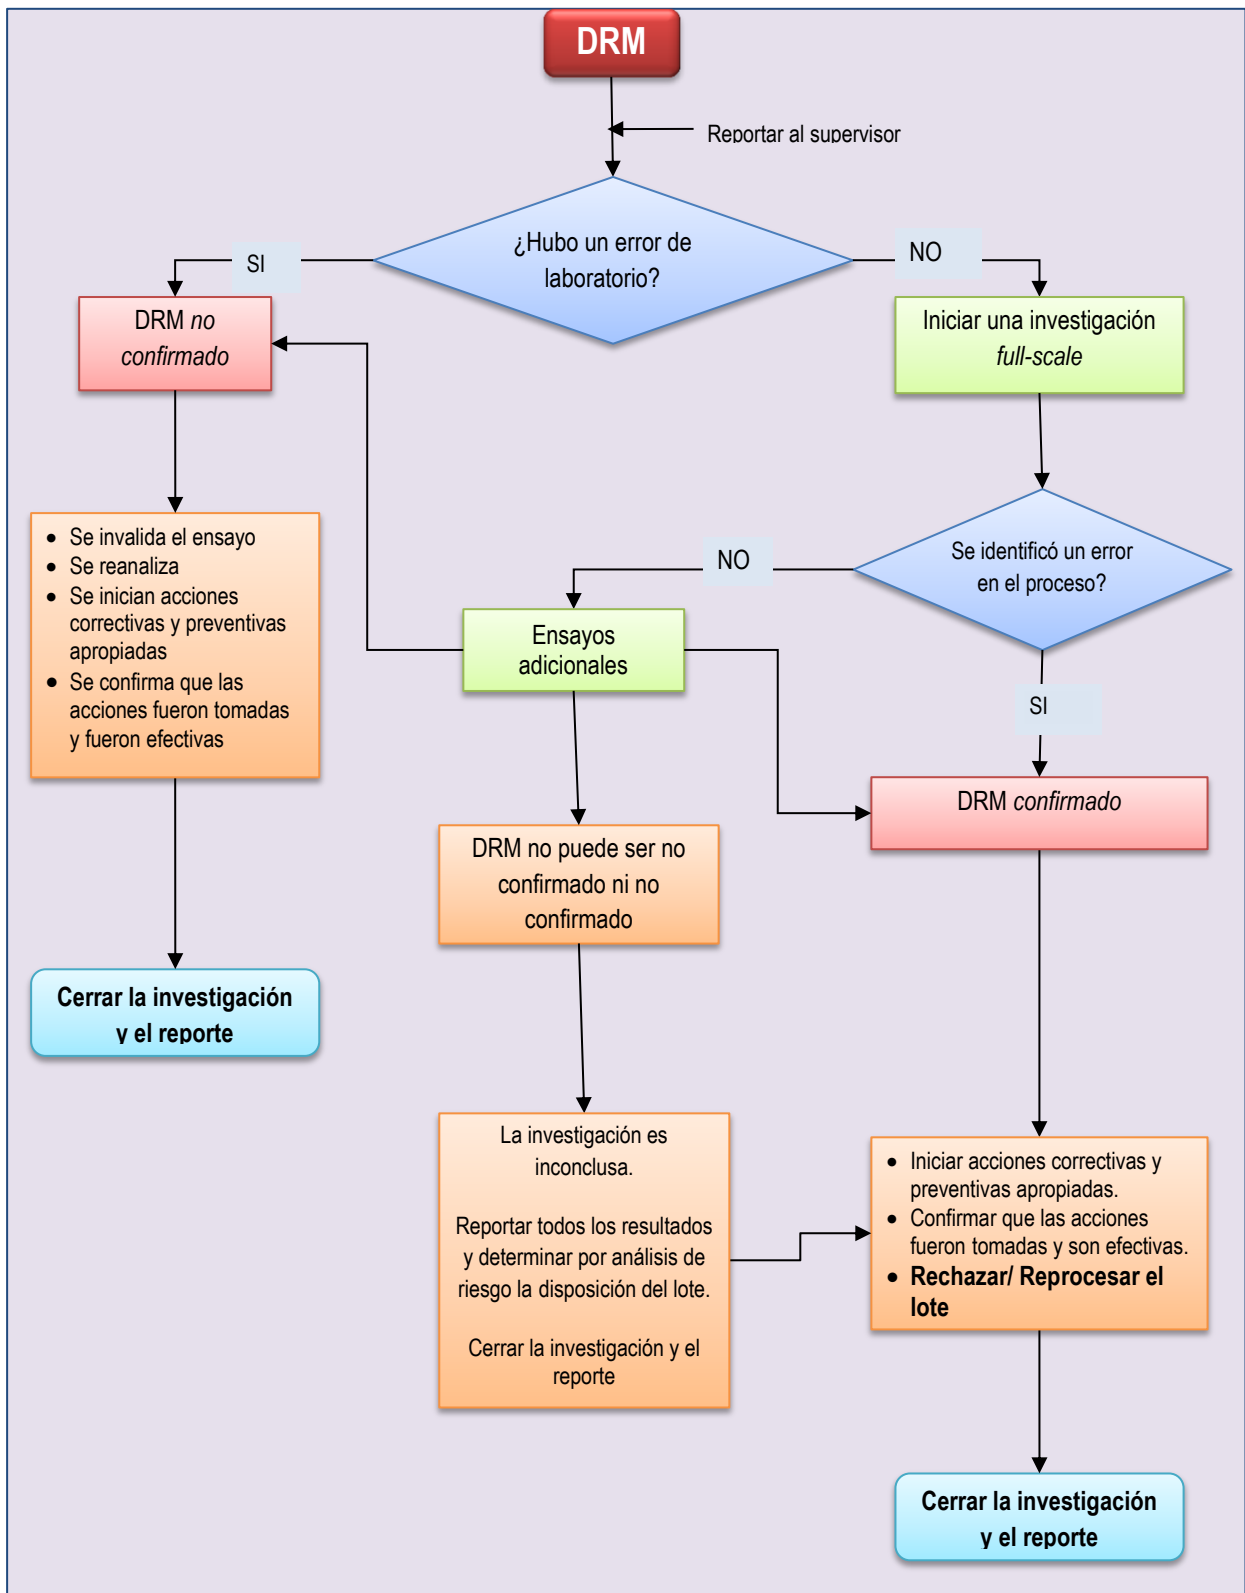 DRM
Reportar al supervisor
¿Hubo un error de
laboratorio?
SI
NO
DRM no
confirmado
Iniciar una investigación
full-scale
• Se invalida el ensayo
• Se reanaliza
• Se inician acciones
correctivas y preventivas
apropiadas
• Se confirma que las
acciones fueron tomadas
y fueron efectivas
NO
Se identificó un error
en el proceso?
Ensayos
adicionales
SI
DRM confirmado
DRM no puede ser no
confirmado ni no
confirmado
Cerrar la investigación
y el reporte
La investigación es
inconclusa.
Reportar todos los resultados
y determinar por análisis de
riesgo la disposición del lote.
Cerrar la investigación y el
reporte
• Iniciar acciones correctivas y
preventivas apropiadas.
• Confirmar que las acciones
fueron tomadas y son efectivas.
• Rechazar/ Reprocesar el
lote
Cerrar la investigación
y el reporte